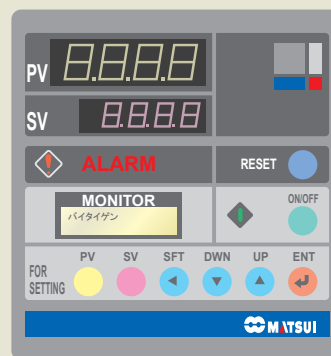 PV 8.8.8.8
SV 8.8.8.8
ALARM RESET
MONITOR
バイタイゲン
ON/OFF
PV SV SFT DWN UP ENT
FOR
SETTING
MATSUI